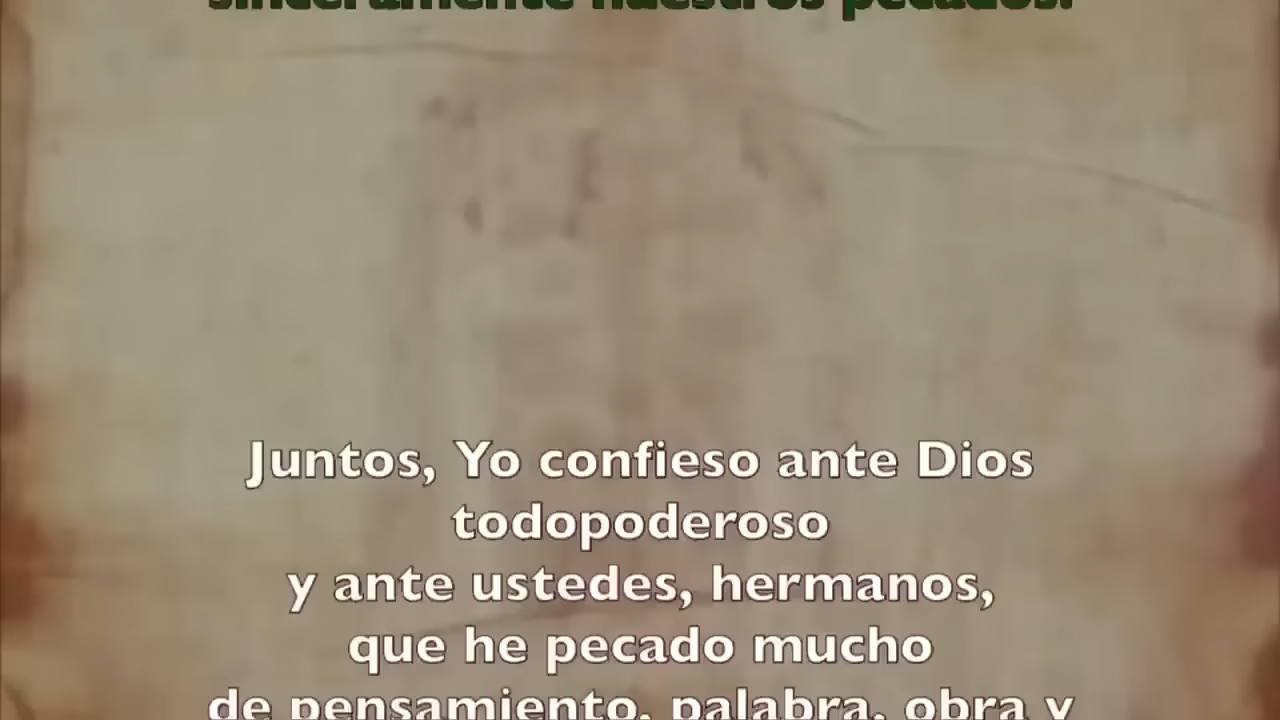 sinceramente nuestros pecados.
Juntos, Yo confieso ante Dios
todopoderoso
y ante ustedes, hermanos,
que he pecado mucho
de pensamiento, palabra, obra y